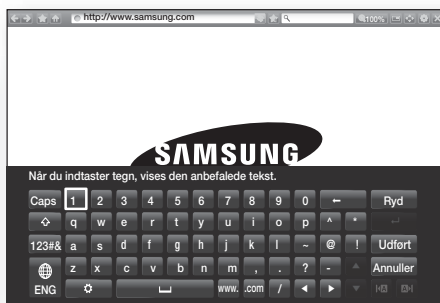 http://www.samsung.com 100%
SAMSUNG
Når du indtaster tegn, vises den anbefalede tekst.
Caps 1 2 3 4 5 6 7 8 9 0 ← Ryd
q w e r t y u i o p ^ *
123#& a s d f g h j k l ~ @ ! Udført
z x c v b n m , . ? - Annuller
ENG www. .com /